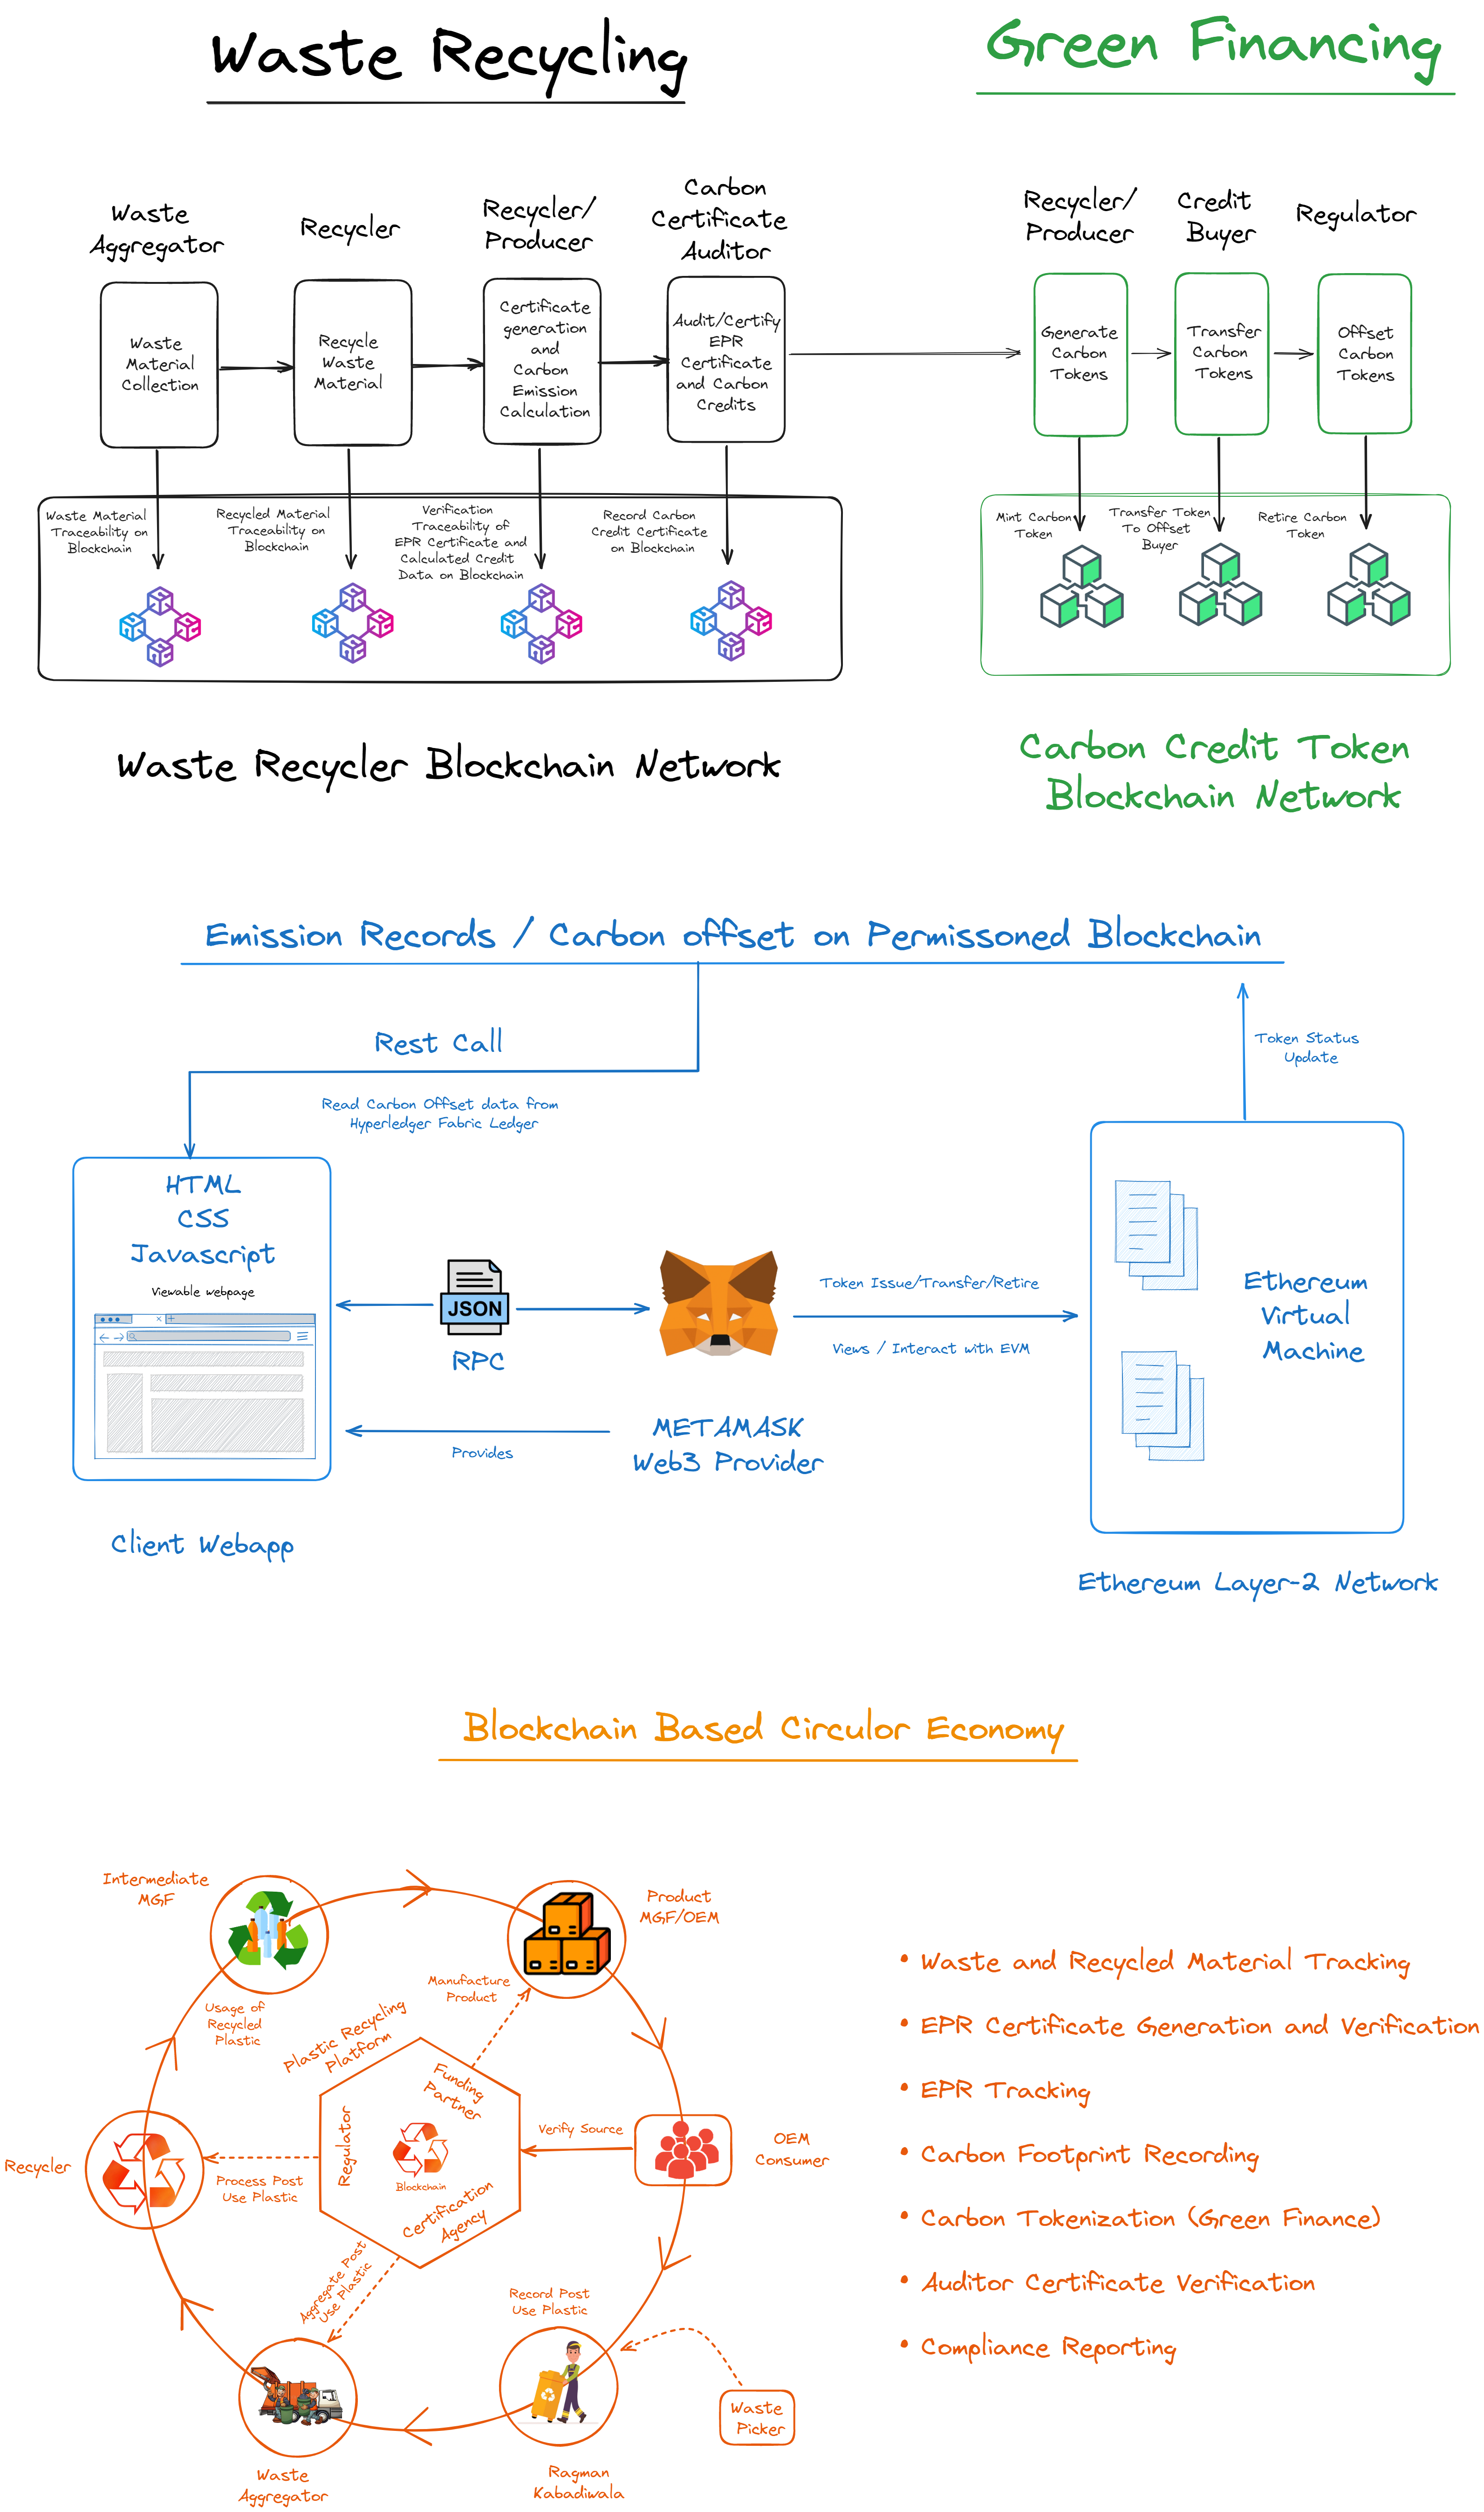 Waste Recycling
Green Financing
Waste
Aggregator
Recycler
Recycler/
Producer
Carbon
Certificate
Auditor
Recycler/
Producer
Credit
Buyer
Regulator
Waste
Material
Collection
Recycle
Waste
Material
Certificate
generation
and
Carbon
Emission
Calculation
Audit/Certify
EPR
Certificate
and Carbon
Credits
Generate
Carbon
Tokens
Transfer
Carbon
Tokens
Offset
Carbon
Tokens
Waste Material
Traceability on
Blockchain
Recycled Material
Traceability on
Blockchain
Verification
Traceability of
EPR Certificate and
Calculated Credit
Data on Blockchain
Record Carbon
Credit Certificate
on Blockchain
Mint Carbon
Token
Transfer Token
To Offset
Buyer
Retire Carbon
Token
Waste Recycler Blockchain Network
Carbon Credit Token
Blockchain Network
Emission Records / Carbon offset on Permissoned Blockchain
Rest Call
Read Carbon Offset data from
Hyperledger Fabric Ledger
Token Status
Update
HTML
CSS
Javascript
Viewable webpage
JSON
RPC
Provides
METAMASK
Web3 Provider
Token Issue/Transfer/Retire
Views / Interact with EVM
Ethereum
Virtual
Machine
Client Webapp
Ethereum Layer-2 Network
Blockchain Based Circulor Economy
Intermediate
MGF
Product
MGF/OEM
Manufacture
Product
Usage of
Recycled
Plastic
Plastic Recycling
Platform
Funding
Partner
Regulator
Blockchain
Certification
Agency
Verify Source
OEM
Consumer
Recycler
Process Post
Use Plastic
Aggregate Post
Use Plastic
Record Post
Use Plastic
Waste
Picker
Waste
Aggregator
Ragman
Kabadiwala
• Waste and Recycled Material Tracking
• EPR Certificate Generation and Verification
• EPR Tracking
• Carbon Footprint Recording
• Carbon Tokenization (Green Finance)
• Auditor Certificate Verification
• Compliance Reporting